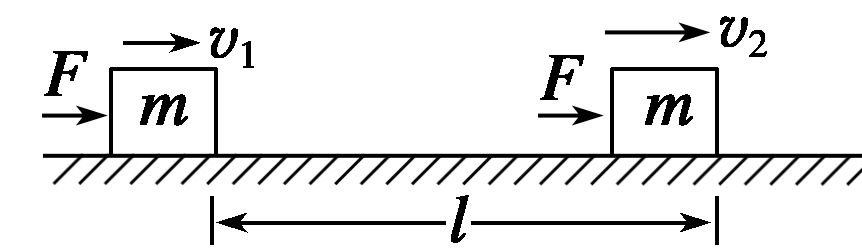 v₁ v₂
F m F m
l